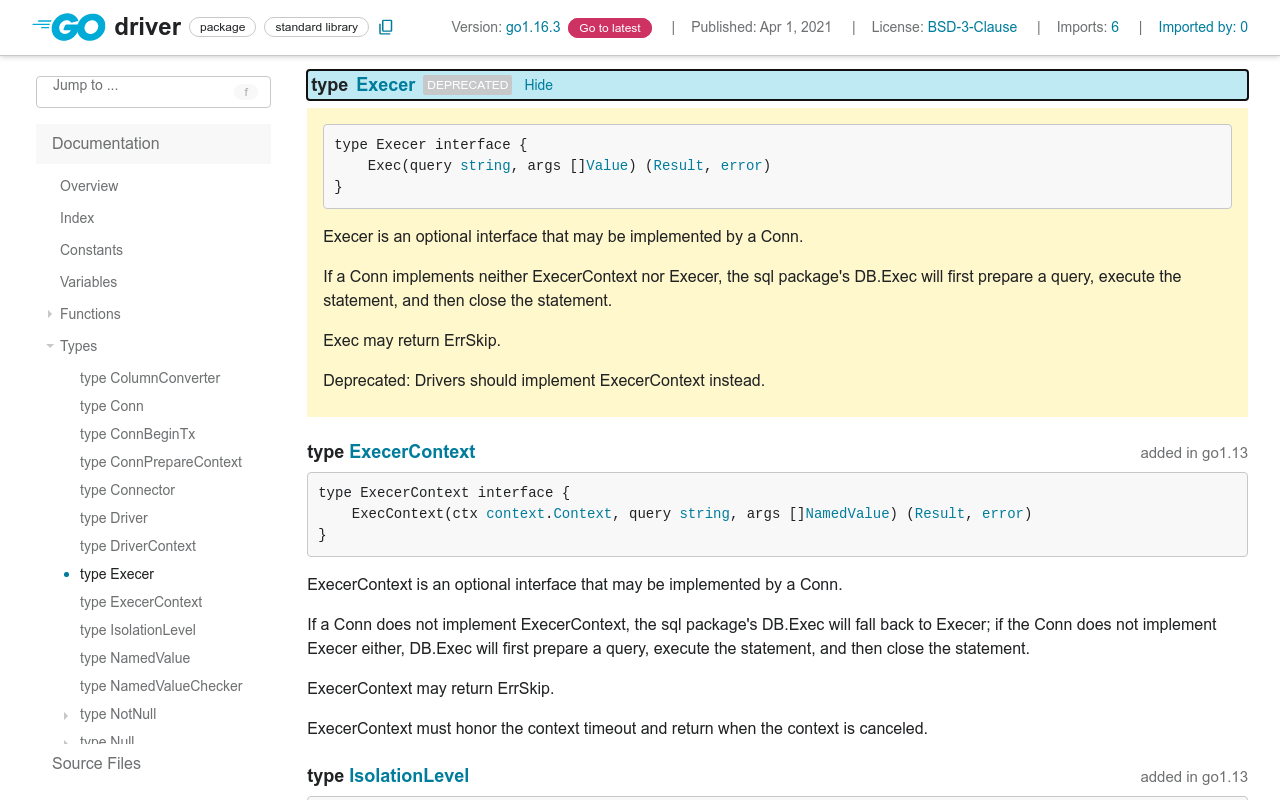 GO driver package standard library Version: go1.16.3 Go to latest | Published: Apr 1, 2021 | License: BSD-3-Clause | Imports: 6 | Imported by: 0
Jump to ... f
Documentation
Overview
Index
Constants
Variables
Functions
Types
type ColumnConverter
type Conn
type ConnBeginTx
type ConnPrepareContext
type Connector
type Driver
type DriverContext
type Execer
type ExecerContext
type IsolationLevel
type NamedValue
type NamedValueChecker
type NotNull
type Null
Source Files
type Execer DEPRECATED Hide
type Execer interface {
Exec(query string, args []Value) (Result, error)
}
Execer is an optional interface that may be implemented by a Conn.
If a Conn implements neither ExecerContext nor Execer, the sql package's DB.Exec will first prepare a query, execute the
statement, and then close the statement.
Exec may return ErrSkip.
Deprecated: Drivers should implement ExecerContext instead.
type ExecerContext added in go1.13
type ExecerContext interface {
ExecContext(ctx context.Context, query string, args []NamedValue) (Result, error)
}
ExecerContext is an optional interface that may be implemented by a Conn.
If a Conn does not implement ExecerContext, the sql package's DB.Exec will fall back to Execer; if the Conn does not implement
Execer either, DB.Exec will first prepare a query, execute the statement, and then close the statement.
ExecerContext may return ErrSkip.
ExecerContext must honor the context timeout and return when the context is canceled.
type IsolationLevel added in go1.13